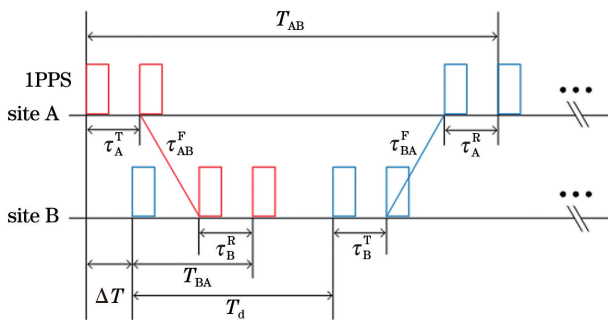 T_AB
1PPS
site A
τ_A^T
τ_AB^F
τ_BA^F
τ_A^R
•••
•••
site B
τ_B^R
τ_B^T
T_BA
ΔT
T_d